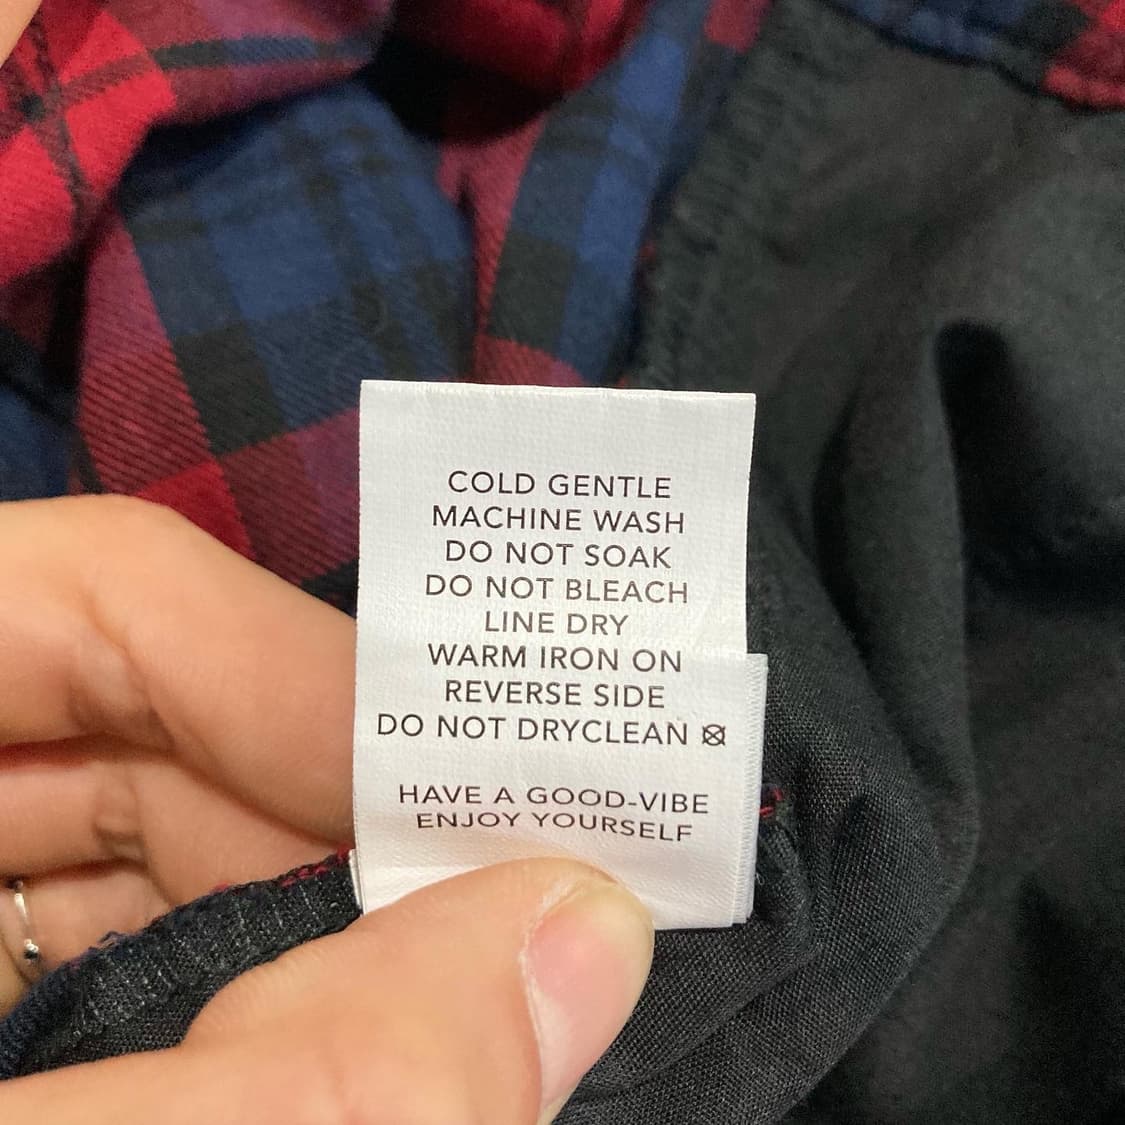 COLD GENTLE
MACHINE WASH
DO NOT SOAK
DO NOT BLEACH
LINE DRY
WARM IRON ON
REVERSE SIDE
DO NOT DRYCLEAN
HAVE A GOOD-VIBE
ENJOY YOURSELF